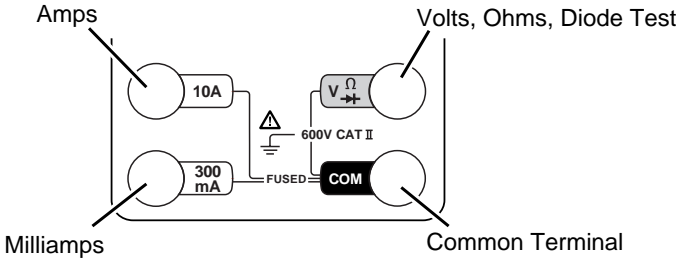 Amps
Volts, Ohms, Diode Test
10A
V Ω
600V CAT II
300
mA
FUSED
COM
Milliamps
Common Terminal